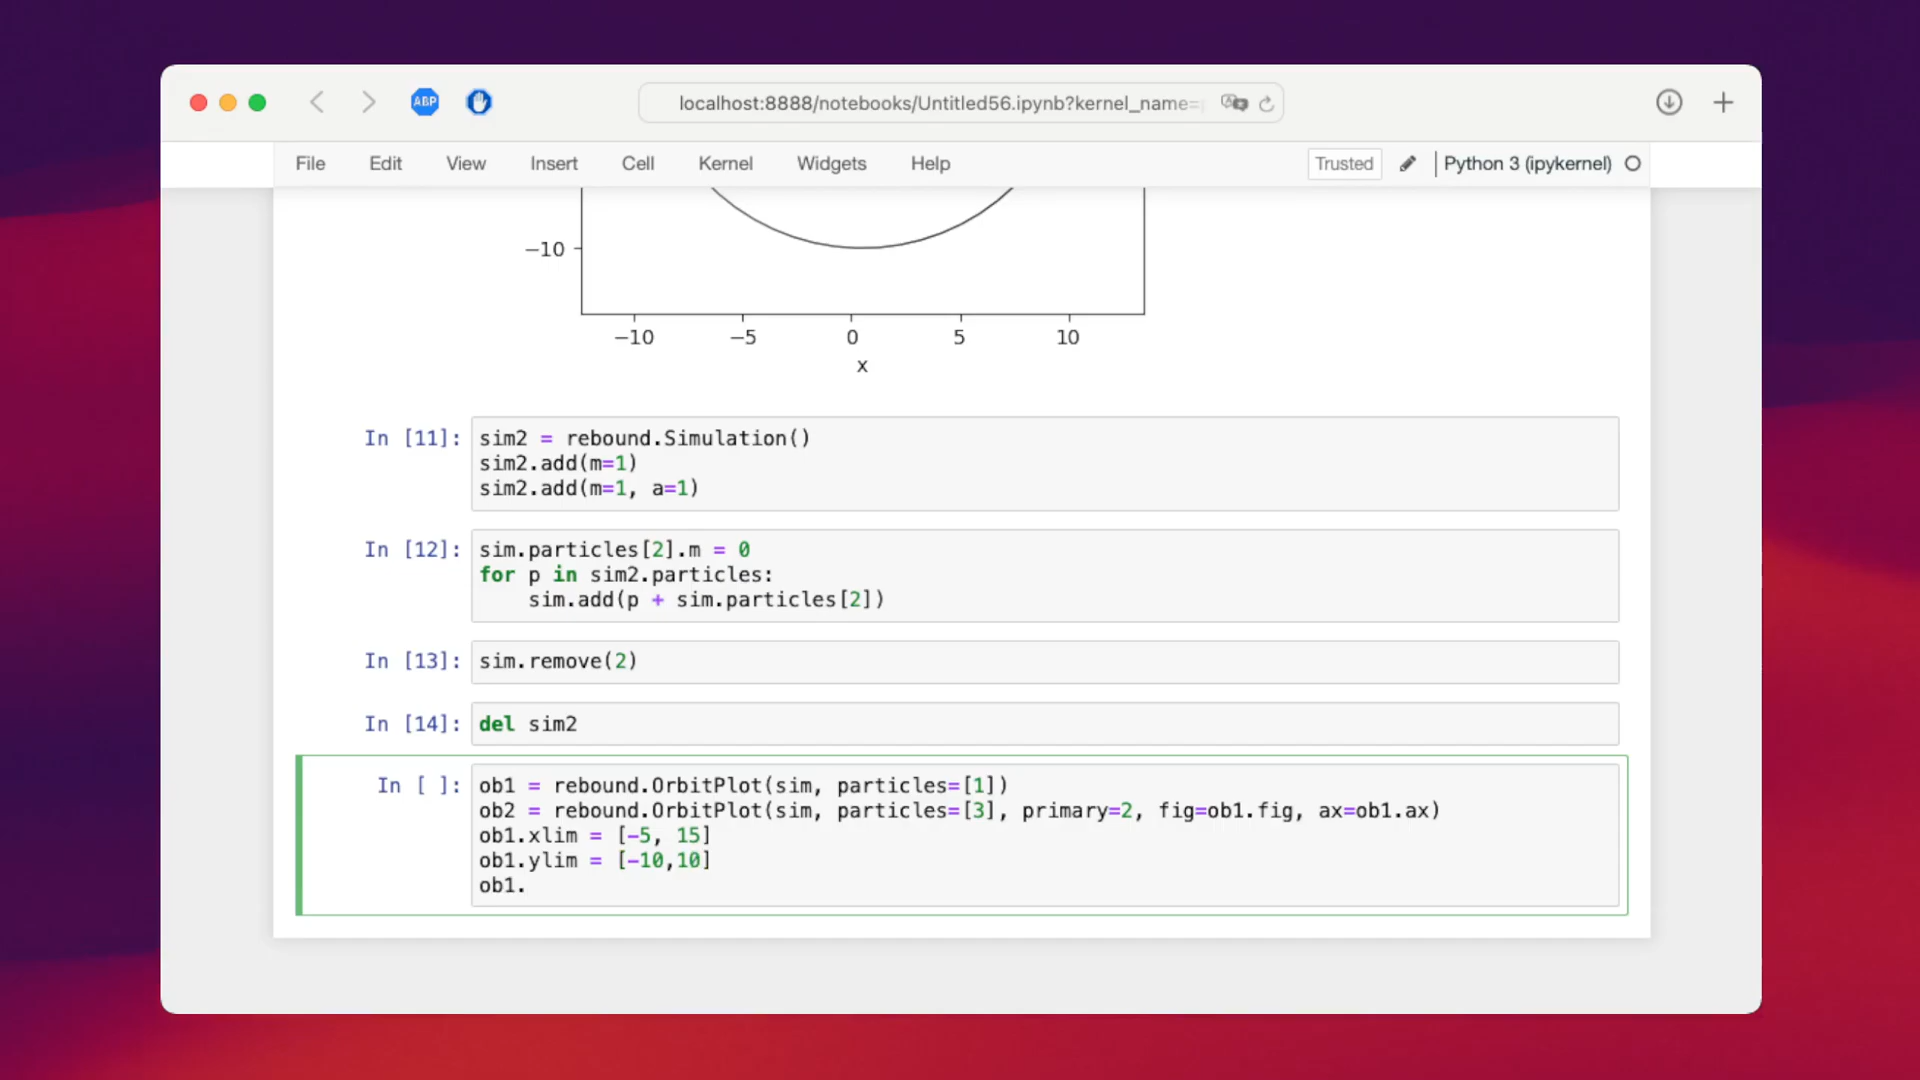 ABP
localhost:8888/notebooks/Untitled56.ipynb?kernel_name=
File Edit View Insert Cell Kernel Widgets Help Trusted Python 3 (ipykernel)
−10
−10 −5 0 5 10
x
In [11]: sim2 = rebound.Simulation()
sim2.add(m=1)
sim2.add(m=1, a=1)
In [12]: sim.particles[2].m = 0
for p in sim2.particles:
    sim.add(p + sim.particles[2])
In [13]: sim.remove(2)
In [14]: del sim2
In [ ]: ob1 = rebound.OrbitPlot(sim, particles=[1])
ob2 = rebound.OrbitPlot(sim, particles=[3], primary=2, fig=ob1.fig, ax=ob1.ax)
ob1.xlim = [-5, 15]
ob1.ylim = [-10,10]
ob1.